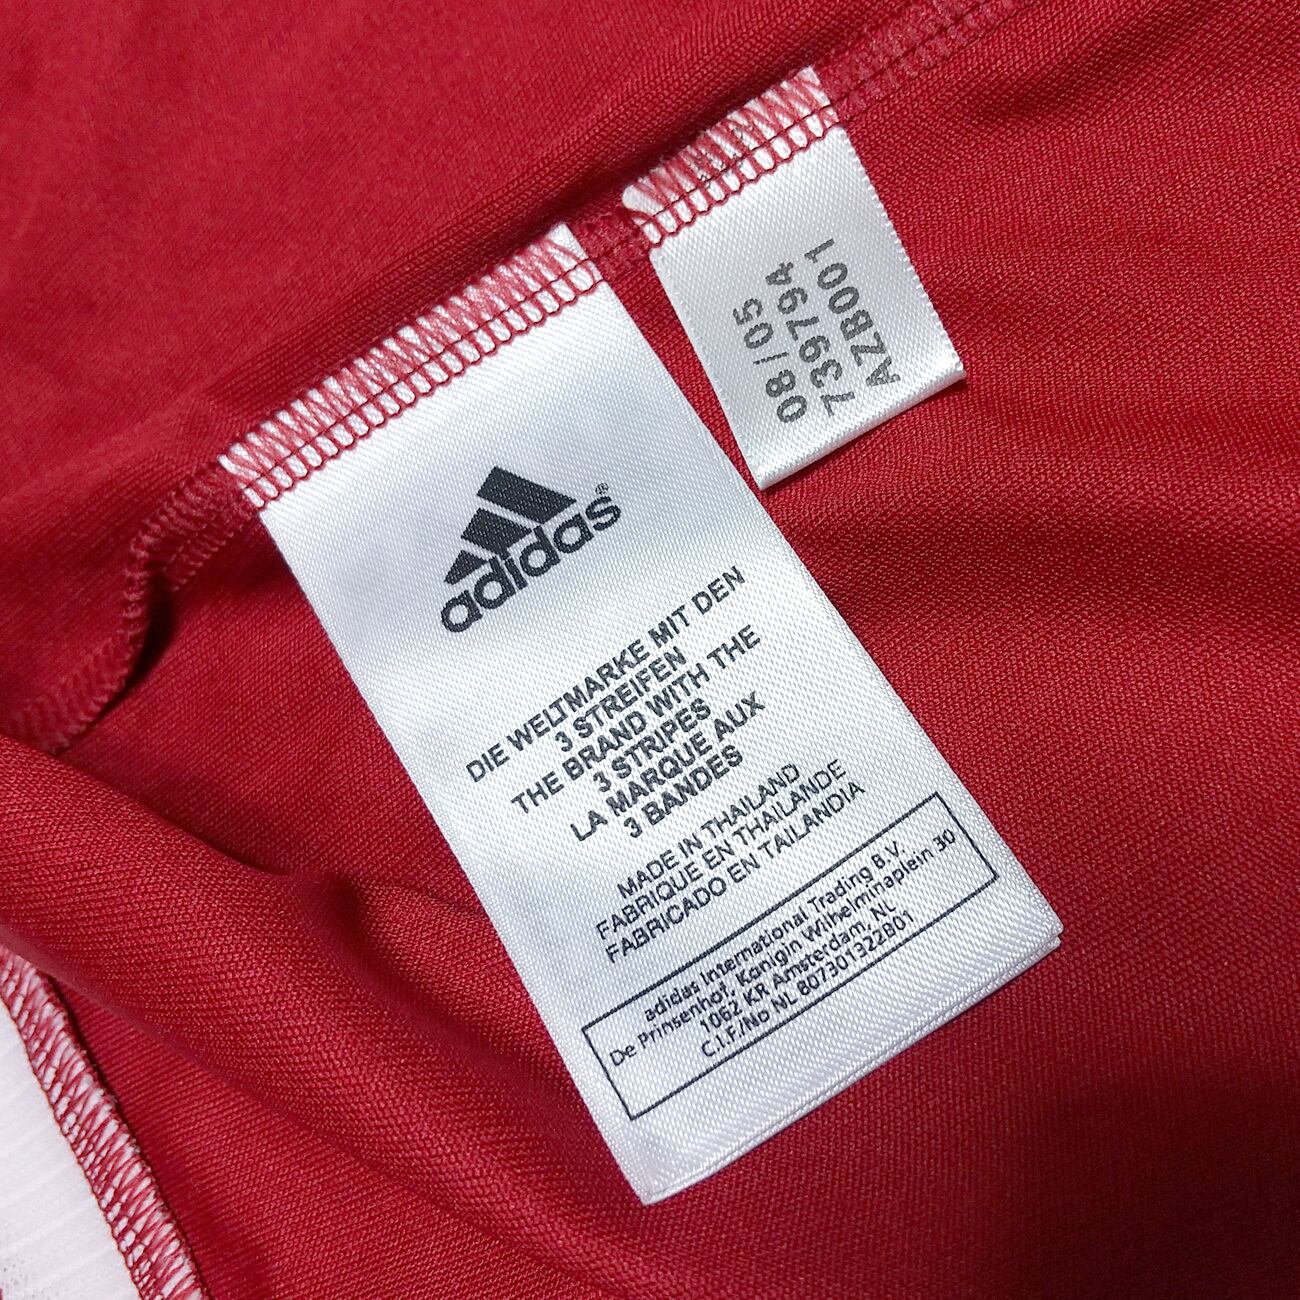 08/05
739794
AZB001
adidas®
DIE WELTMARKE MIT DEN
3 STREIFEN
THE BRAND WITH THE
3 STRIPES
LA MARQUE AUX
3 BANDES
MADE IN THAILAND
FABRIQUE EN THAILANDE
FABRICADO EN TAILANDIA
adidas International Trading B.V.
De Prinsenhof, Konigin Wilhelminaplein 30
1062 KR Amsterdam, NL
C.I.F./No NL 807301322B01